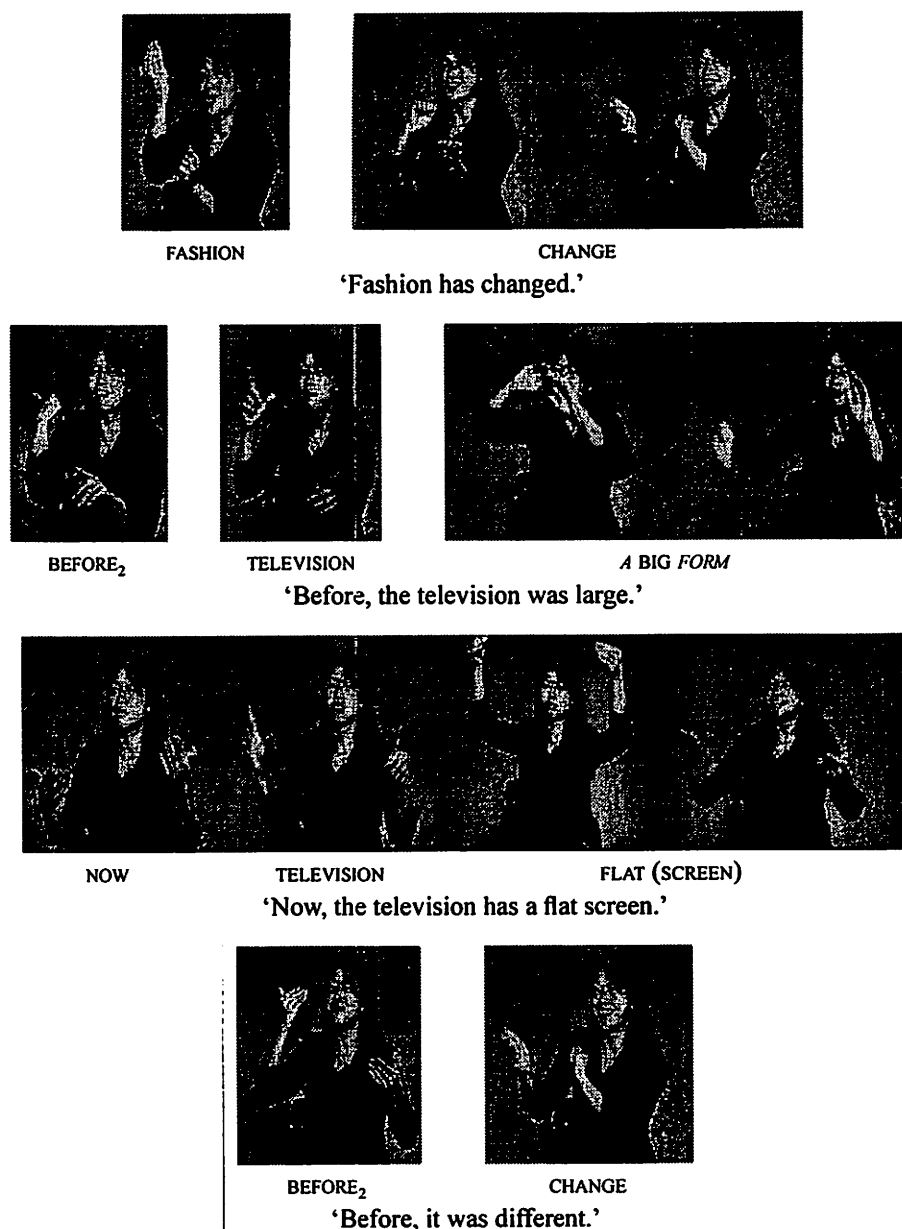 FASHION CHANGE
‘Fashion has changed.’
BEFORE₂ TELEVISION A BIG FORM
‘Before, the television was large.’
NOW TELEVISION FLAT (SCREEN)
‘Now, the television has a flat screen.’
BEFORE₂ CHANGE
‘Before, it was different.’